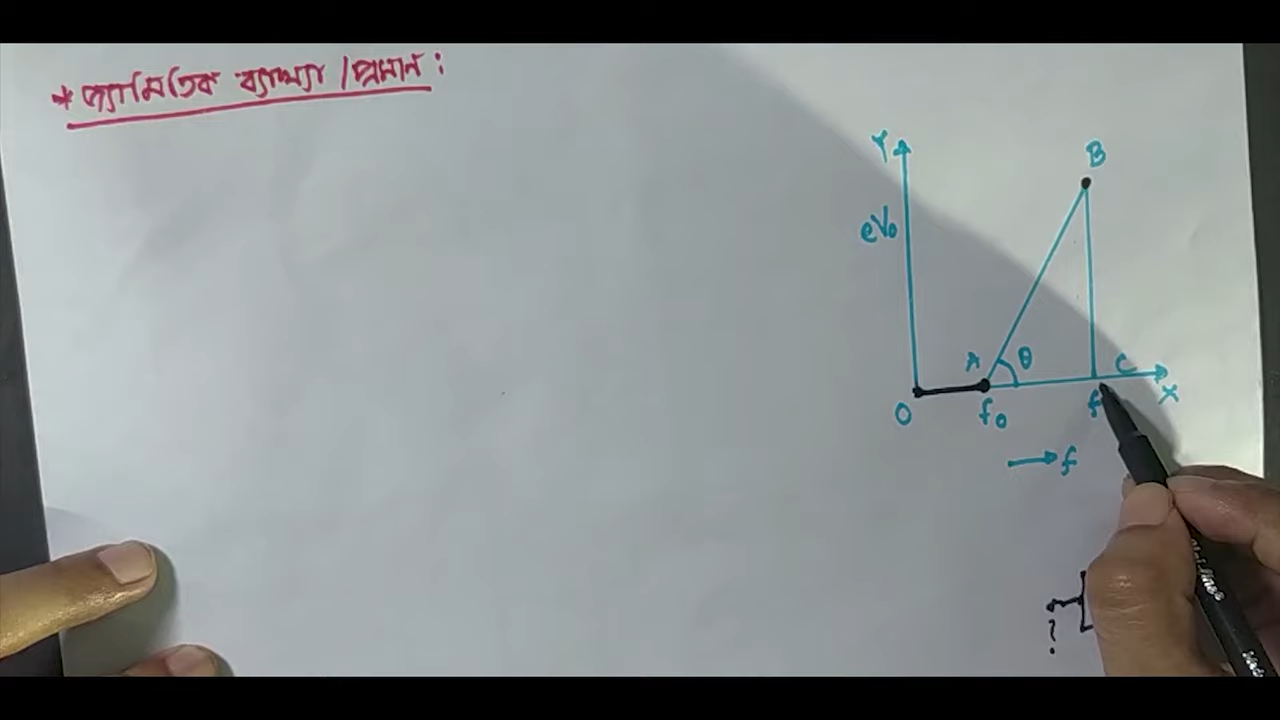 * জ্যামিতিক ব্যাখ্যা / প্রমান :
Y
B
eV₀
A
θ
C
X
O
f₀
f
→ f
?